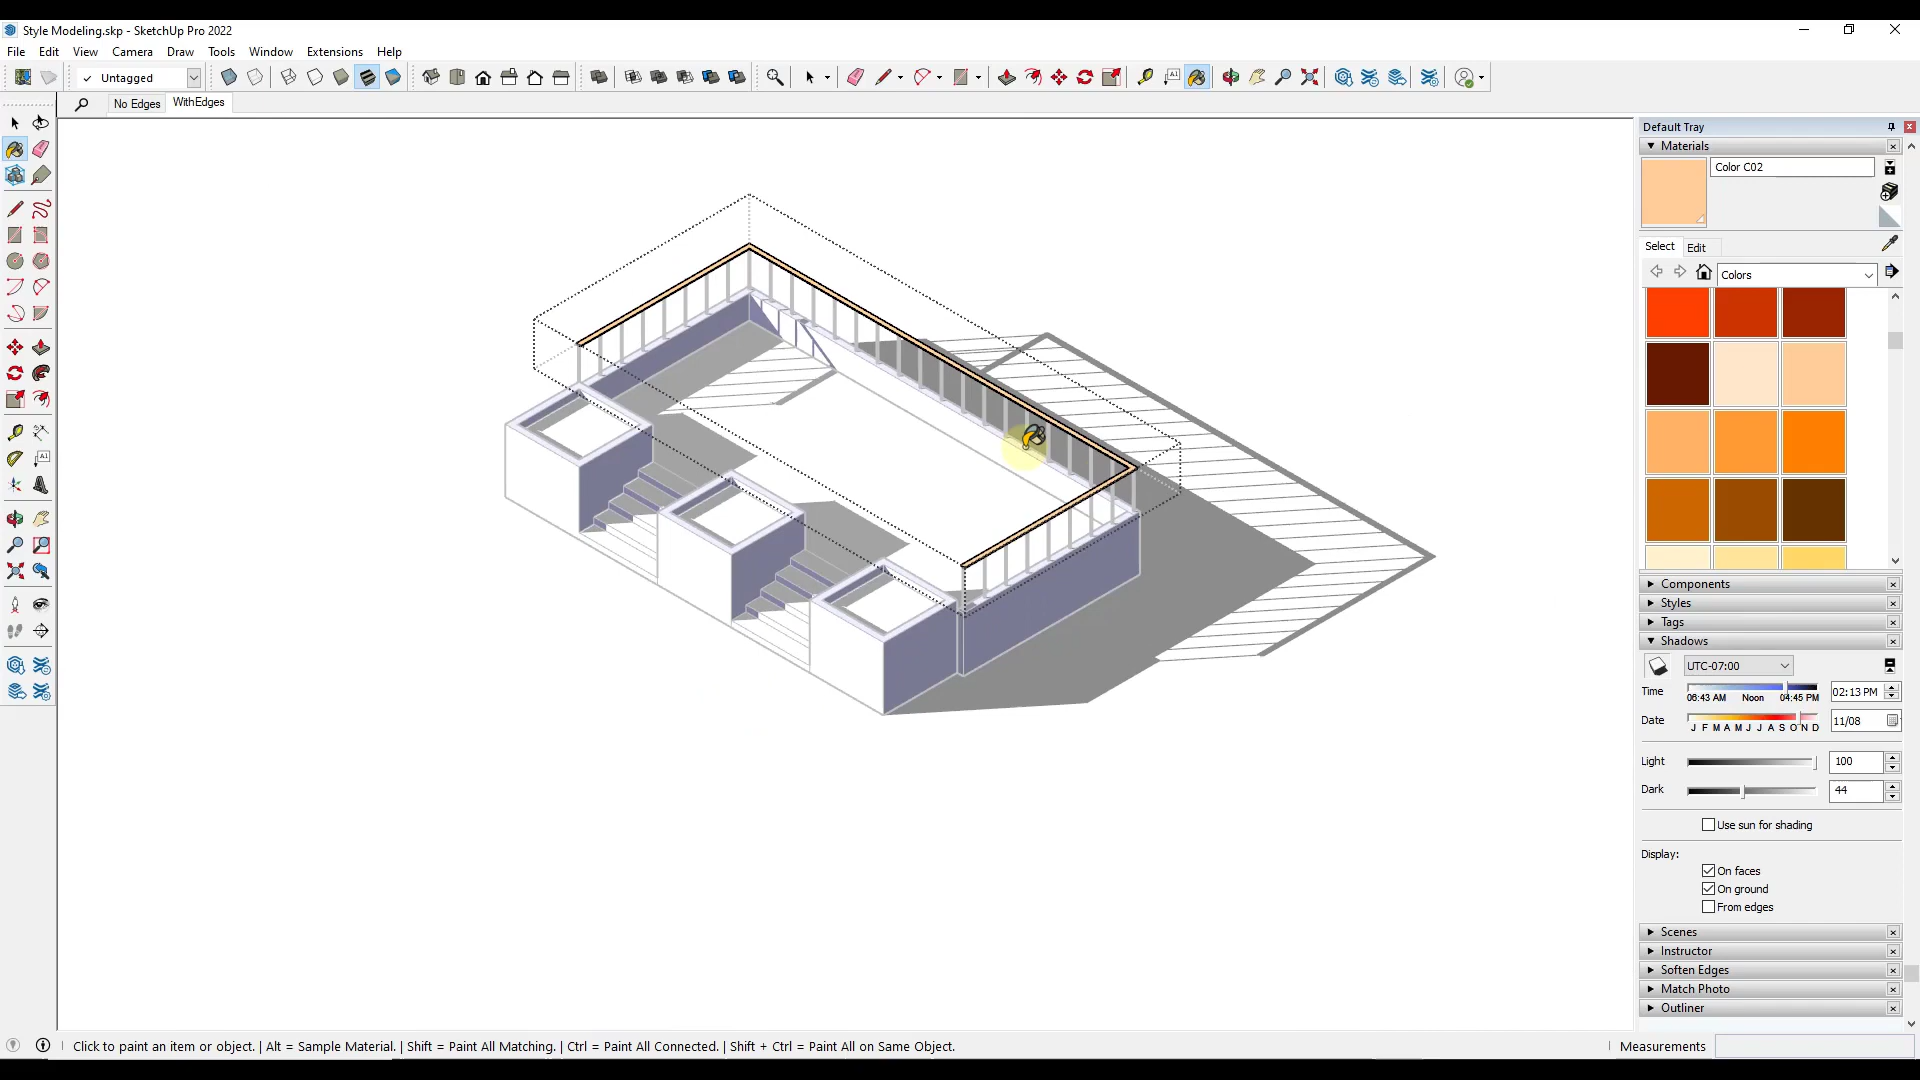 Style Modeling.skp - SketchUp Pro 2022
File Edit View Camera Draw Tools Window Extensions Help
Untagged
No Edges WithEdges
Default Tray
Materials
Color C02
Select Edit
Colors
Components
Styles
Tags
Shadows
UTC-07:00
Time 06:43 AM Noon 04:45 PM 02:13 PM
Date J F M A M J J A S O N D 11/08
Light 100
Dark 44
Use sun for shading
Display:
On faces
On ground
From edges
Scenes
Instructor
Soften Edges
Match Photo
Outliner
Click to paint an item or object. | Alt = Sample Material. | Shift = Paint All Matching. | Ctrl = Paint All Connected. | Shift + Ctrl = Paint All on Same Object.
Measurements